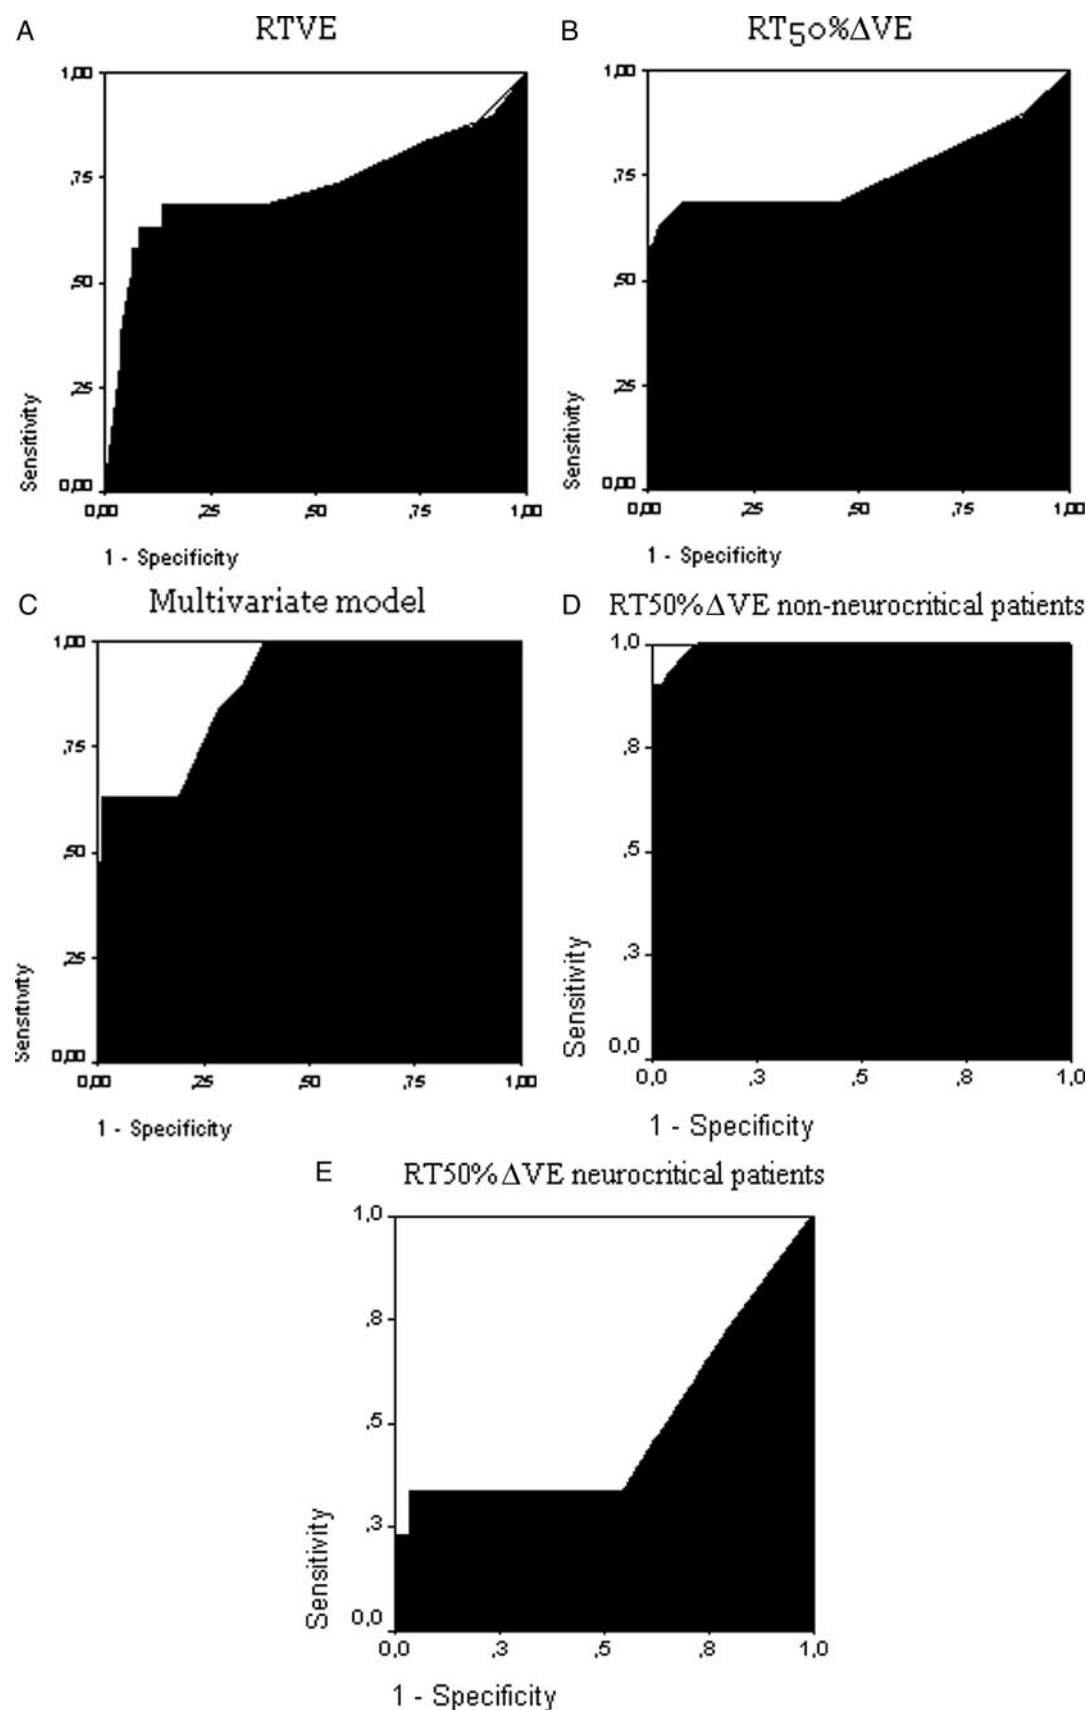 A RTVE
1,00
,75
,50
,25
0,00
Sensitivity
0,00 ,25 ,50 ,75 1,00
1 - Specificity
B RT50%ΔVE
1,00
,75
,50
,25
0,00
Sensitivity
0,00 ,25 ,50 ,75 1,00
1 - Specificity
C Multivariate model
1,00
,75
,50
,25
0,00
Sensitivity
0,00 ,25 ,50 ,75 1,00
1 - Specificity
D RT50%ΔVE non-neurocritical patients
1,0
,8
,5
,3
0,0
Sensitivity
0,0 ,3 ,5 ,8 1,0
1 - Specificity
E RT50%ΔVE neurocritical patients
1,0
,8
,5
,3
0,0
Sensitivity
0,0 ,3 ,5 ,8 1,0
1 - Specificity